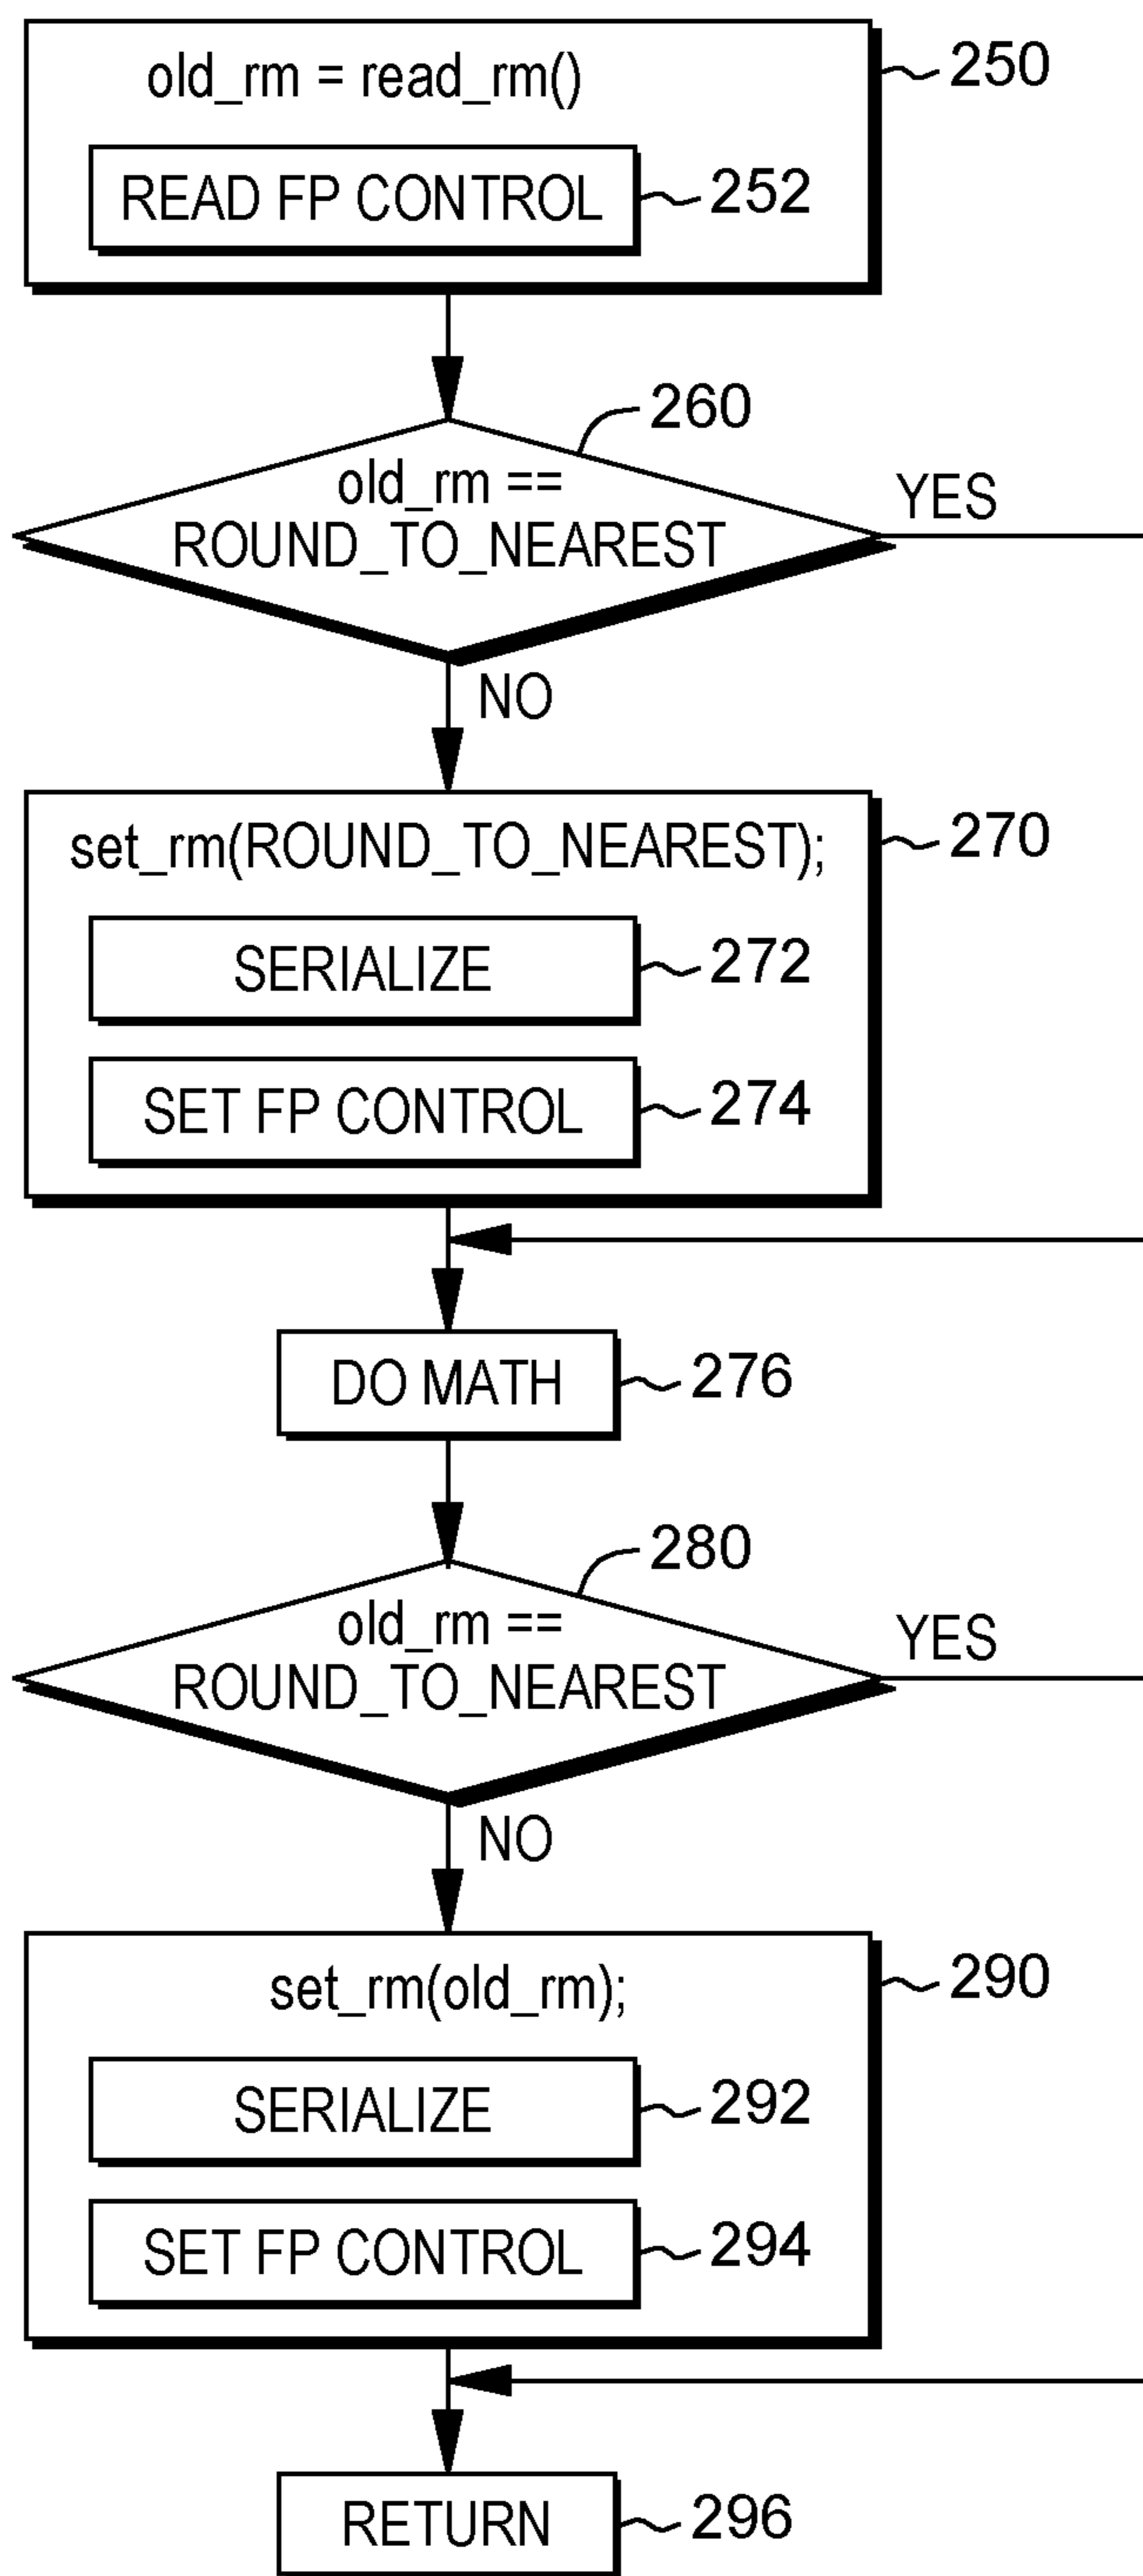 old_rm = read_rm()
250
READ FP CONTROL
252
260
old_rm ==
ROUND_TO_NEAREST
YES
NO
set_rm(ROUND_TO_NEAREST);
270
SERIALIZE
272
SET FP CONTROL
274
DO MATH
276
280
old_rm ==
ROUND_TO_NEAREST
YES
NO
set_rm(old_rm);
290
SERIALIZE
292
SET FP CONTROL
294
RETURN
296